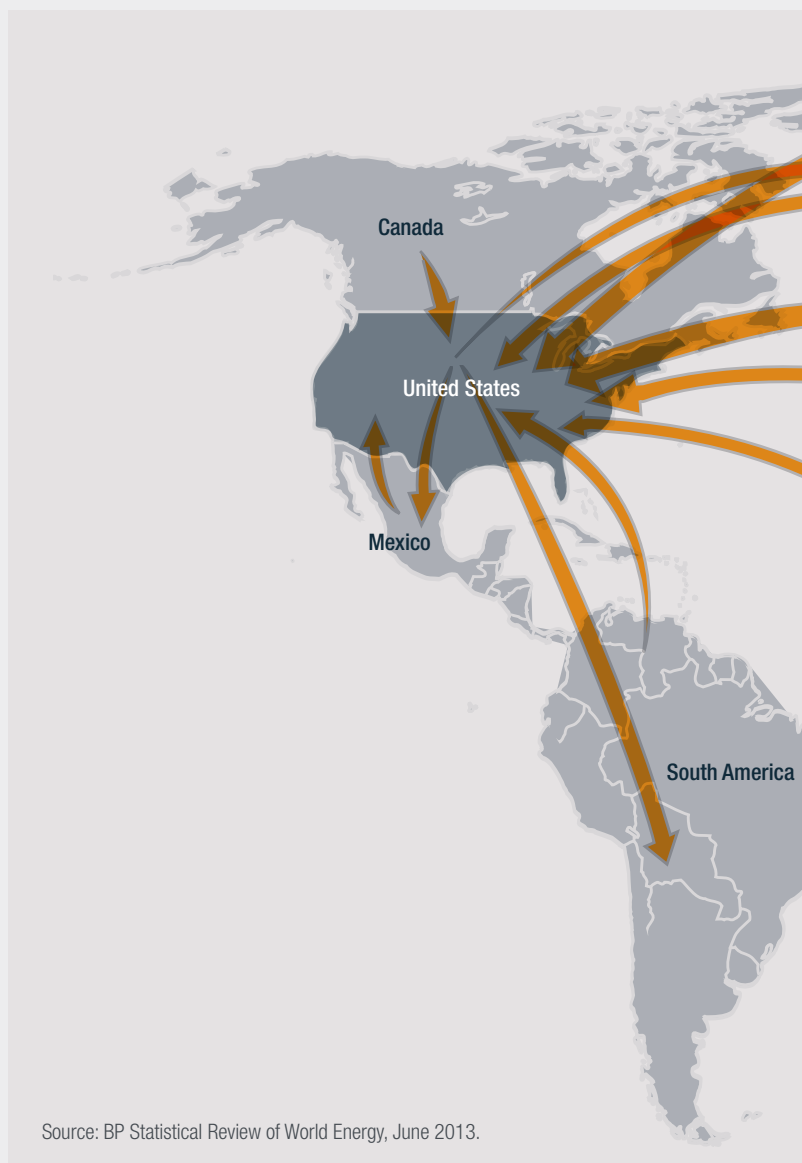 Canada
United States
Mexico
South America
Source: BP Statistical Review of World Energy, June 2013.